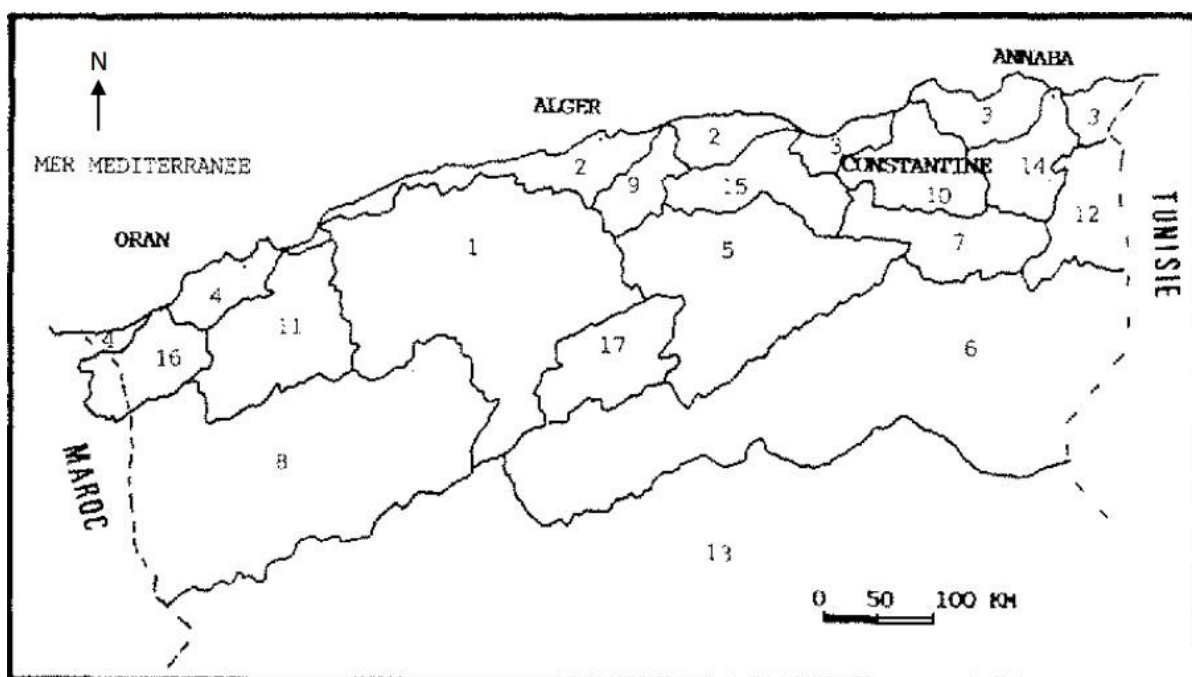 N
ANNABA
ALGER
MER MEDITERRANEE
ORAN
CONSTANTINE
TUNISIE
MAROC
3
3
2
3
2
9
15
14
10
12
1
5
7
4
11
4
16
17
6
8
13
0 50 100 KM